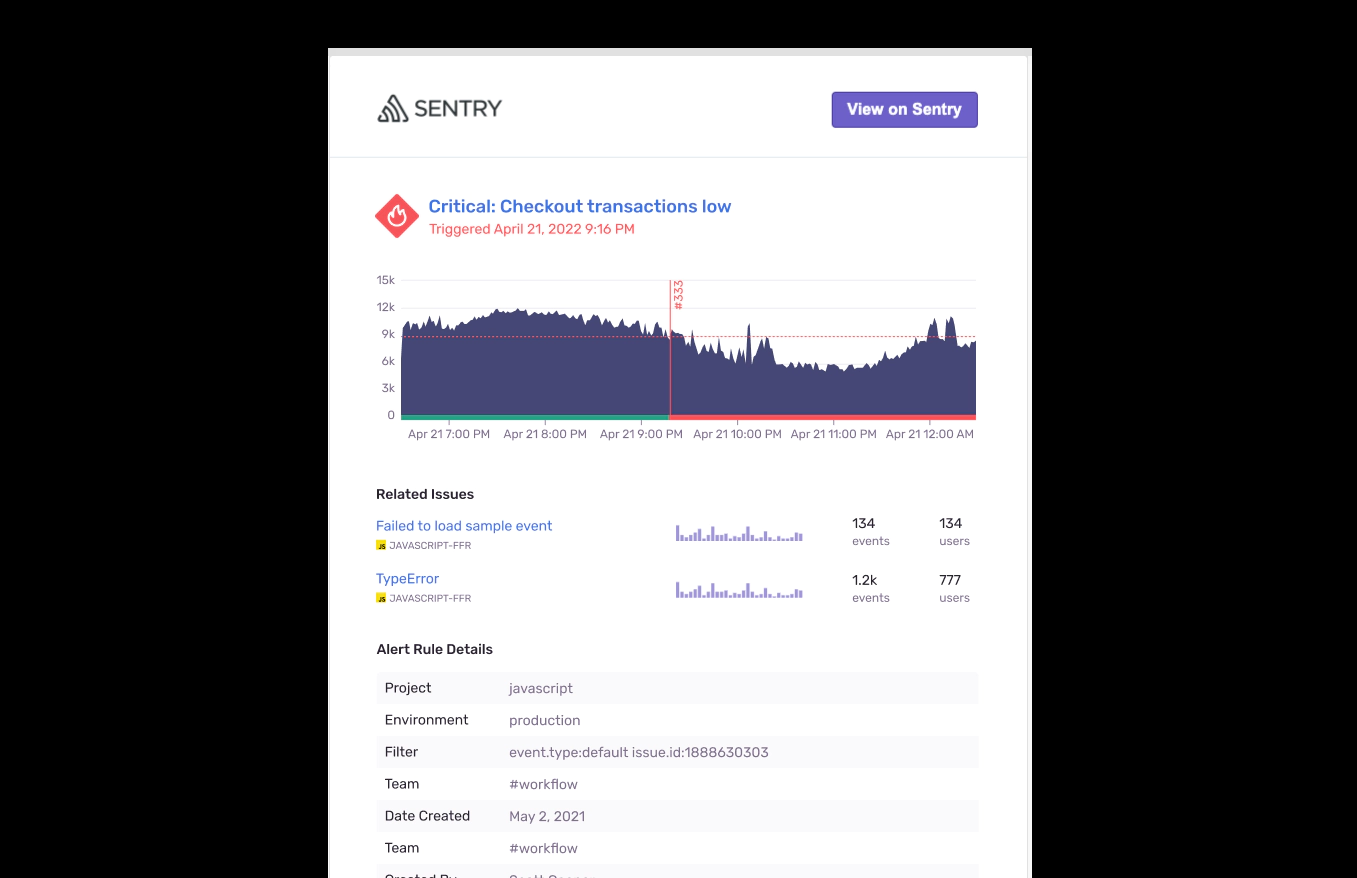 SENTRY
View on Sentry
Critical: Checkout transactions low
Triggered April 21, 2022 9:16 PM
15k
12k
9k
6k
3k
0
#333
Apr 21 7:00 PM Apr 21 8:00 PM Apr 21 9:00 PM Apr 21 10:00 PM Apr 21 11:00 PM Apr 21 12:00 AM
Related Issues
Failed to load sample event
JS JAVASCRIPT-FFR
134 134
events users
TypeError
JS JAVASCRIPT-FFR
1.2k 777
events users
Alert Rule Details
Project javascript
Environment production
Filter event.type:default issue.id:1888630303
Team #workflow
Date Created May 2, 2021
Team #workflow
Created By